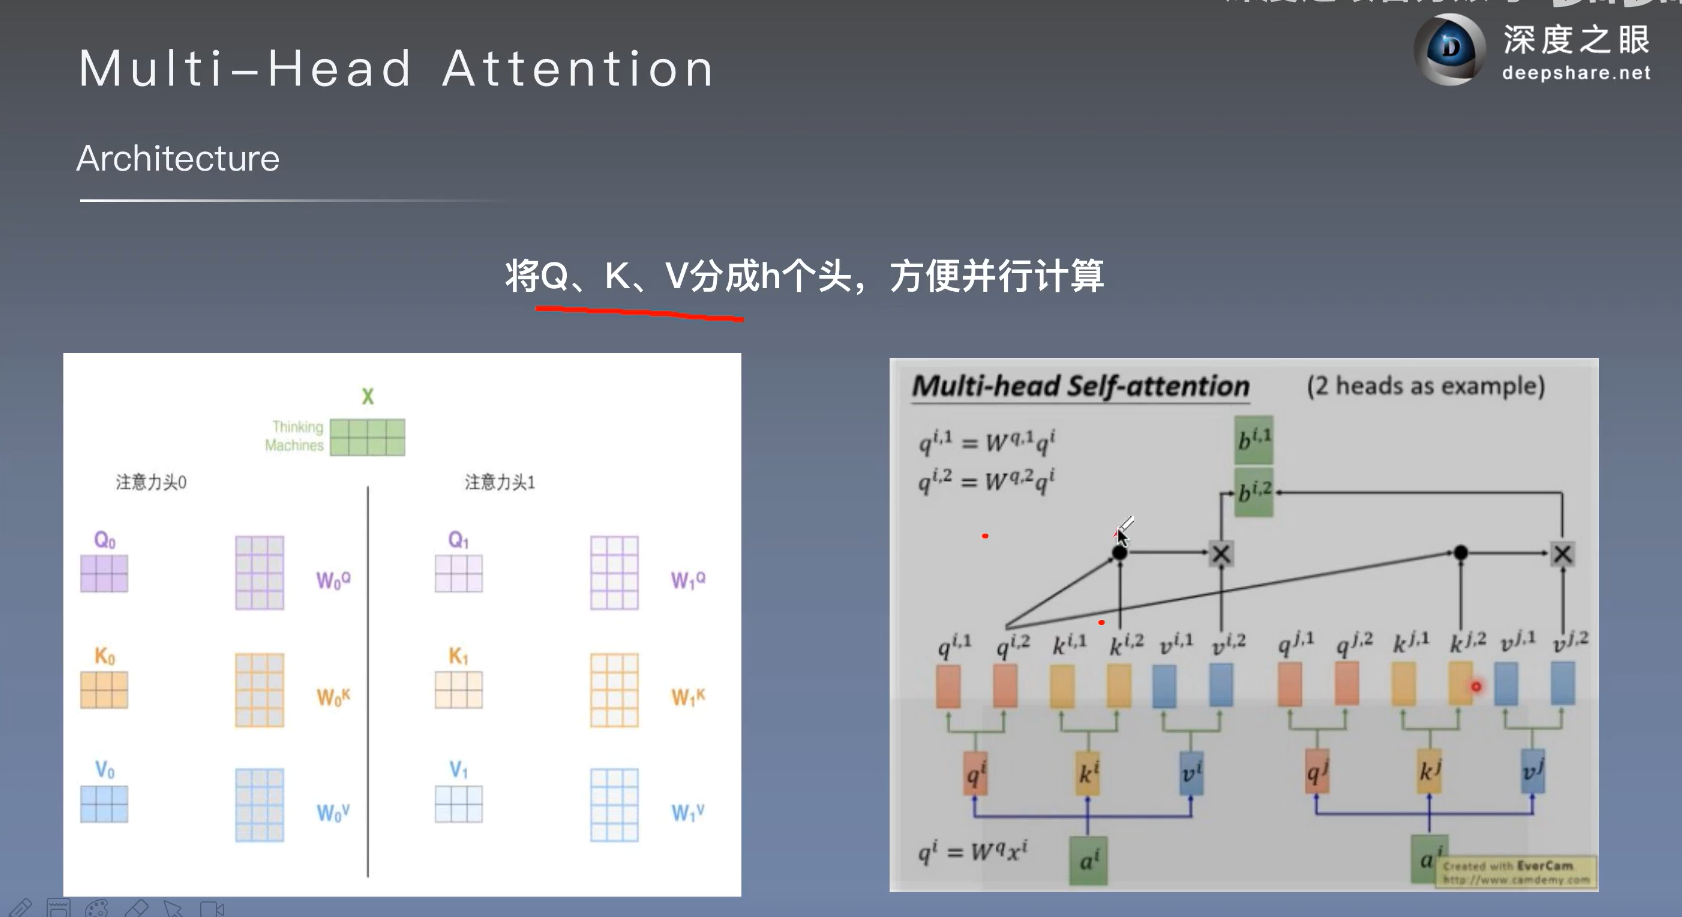 深度之眼
deepshare.net
Multi-Head Attention
Architecture
将Q、K、V分成h个头，方便并行计算
X
Thinking
Machines
注意力头0
注意力头1
Q₀
W₀Q
Q₁
W₁Q
K₀
W₀K
K₁
W₁K
V₀
W₀V
V₁
W₁V
Multi-head Self-attention (2 heads as example)
qⁱ,¹ = Wq,¹qⁱ
qⁱ,² = Wq,²qⁱ
bⁱ,¹
bⁱ,²
qⁱ,¹ qⁱ,² kⁱ,¹ kⁱ,² vⁱ,¹ vⁱ,² qʲ,¹ qʲ,² kʲ,¹ kʲ,² vʲ,¹ vʲ,²
qⁱ kⁱ vⁱ qʲ kʲ vʲ
qⁱ = Wqxⁱ
aⁱ
Created with EverCam
http://www.camdemy.com